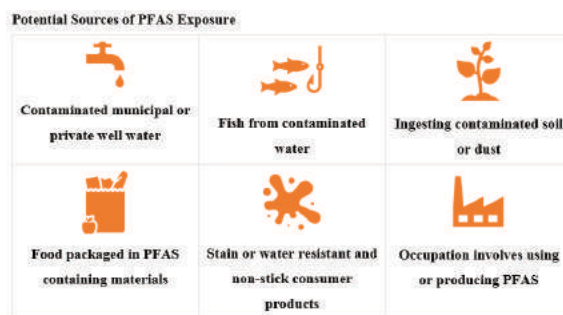 Potential Sources of PFAS Exposure
Contaminated municipal or
private well water
Fish from contaminated
water
Ingesting contaminated soil
or dust
Food packaged in PFAS
containing materials
Stain or water resistant and
non-stick consumer
products
Occupation involves using
or producing PFAS